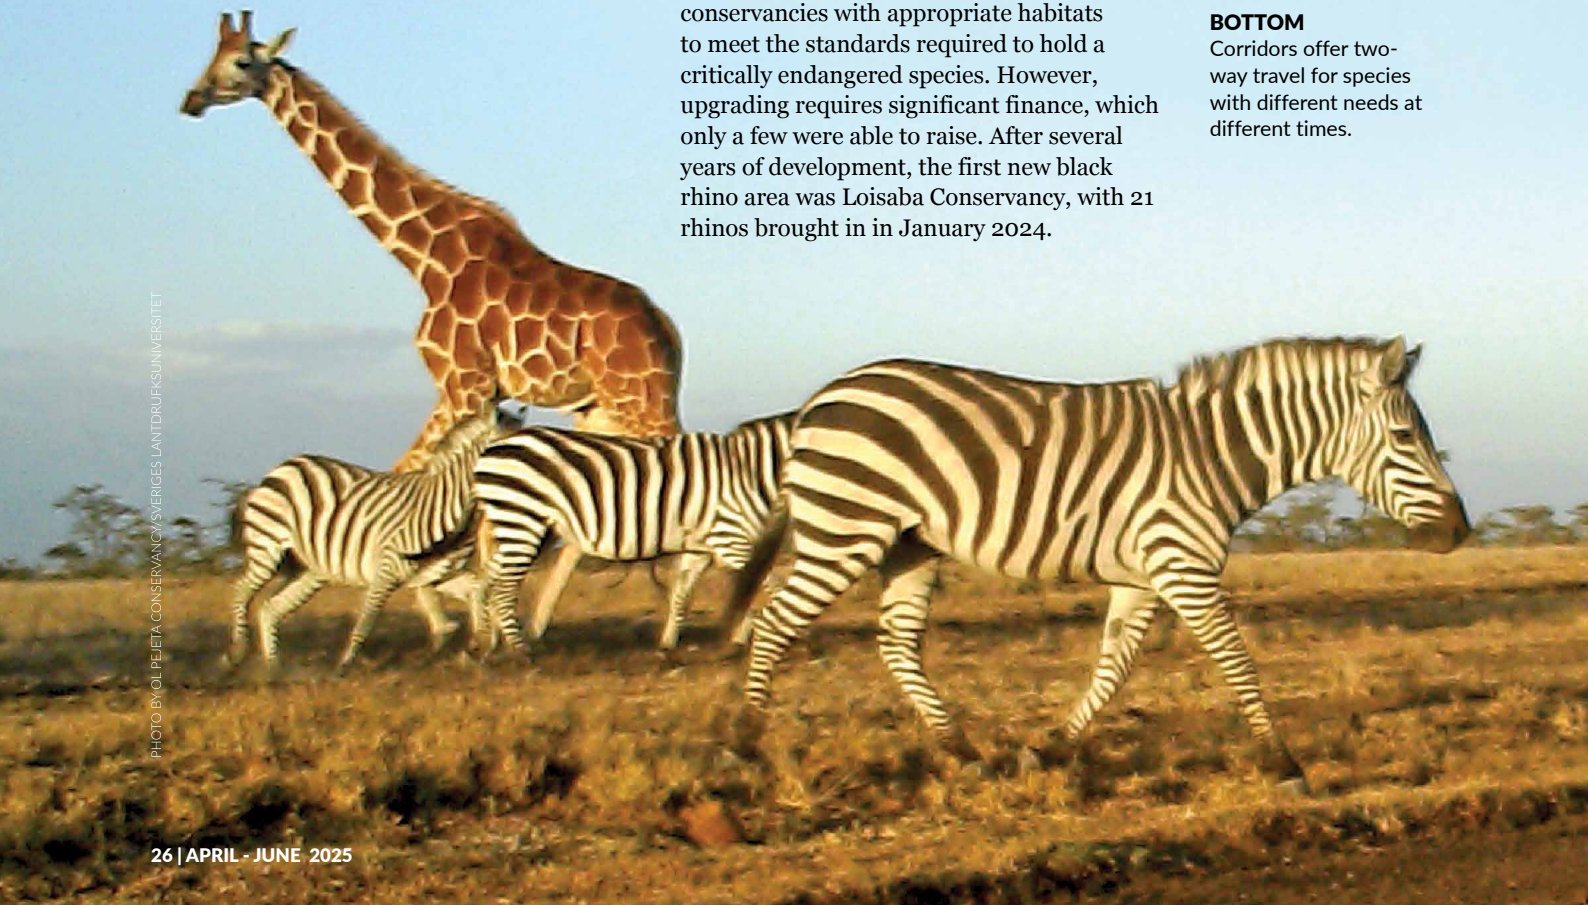 conservancies with appropriate habitats
to meet the standards required to hold a
critically endangered species. However,
upgrading requires significant finance, which
only a few were able to raise. After several
years of development, the first new black
rhino area was Loisaba Conservancy, with 21
rhinos brought in in January 2024.
BOTTOM
Corridors offer two-
way travel for species
with different needs at
different times.
PHOTO BY OL PEJETA CONSERVANCY/SVERIGES LANTDRUFKSUNIVERSITET
26 | APRIL - JUNE 2025